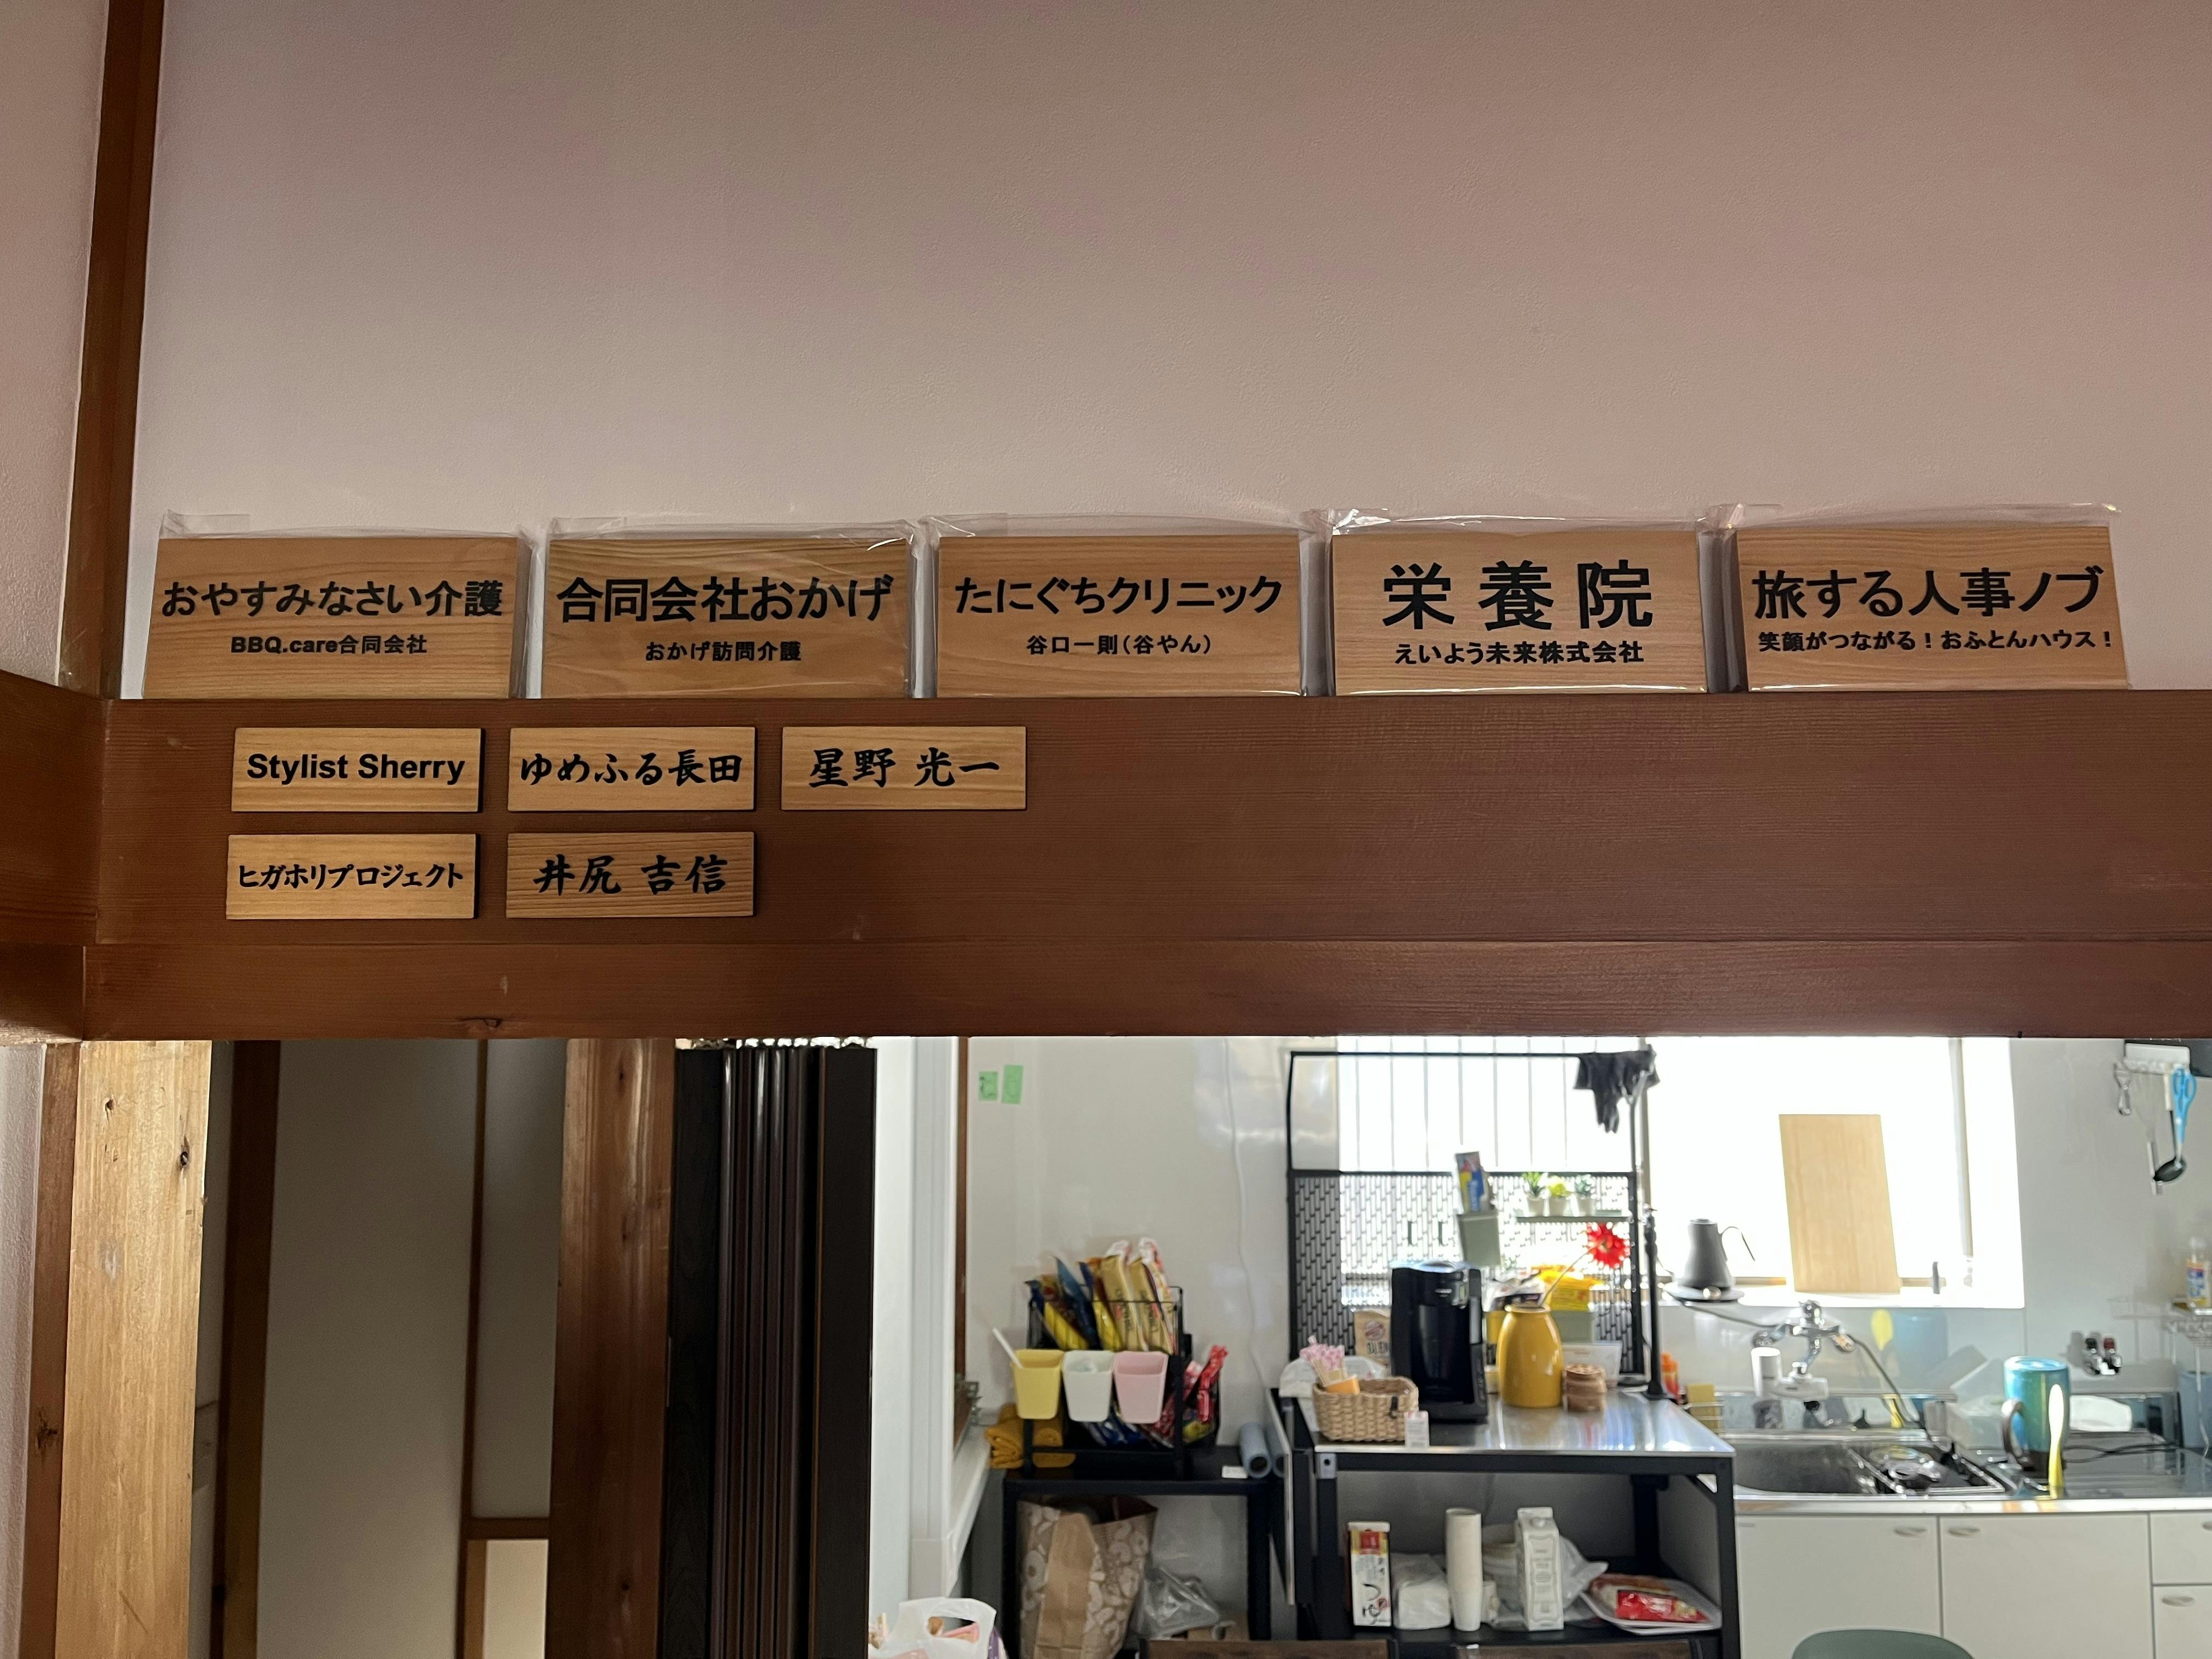 おやすみなさい介護
BBQ.care合同会社
合同会社おかげ
おかげ訪問介護
たにぐちクリニック
谷口一則(谷やん)
栄養院
えいよう未来株式会社
旅する人事ノブ
笑顔がつながる!おふとんハウス!
Stylist Sherry
ゆめふる長田
星野 光一
ヒガホリプロジェクト
井尻 吉信
つゆ